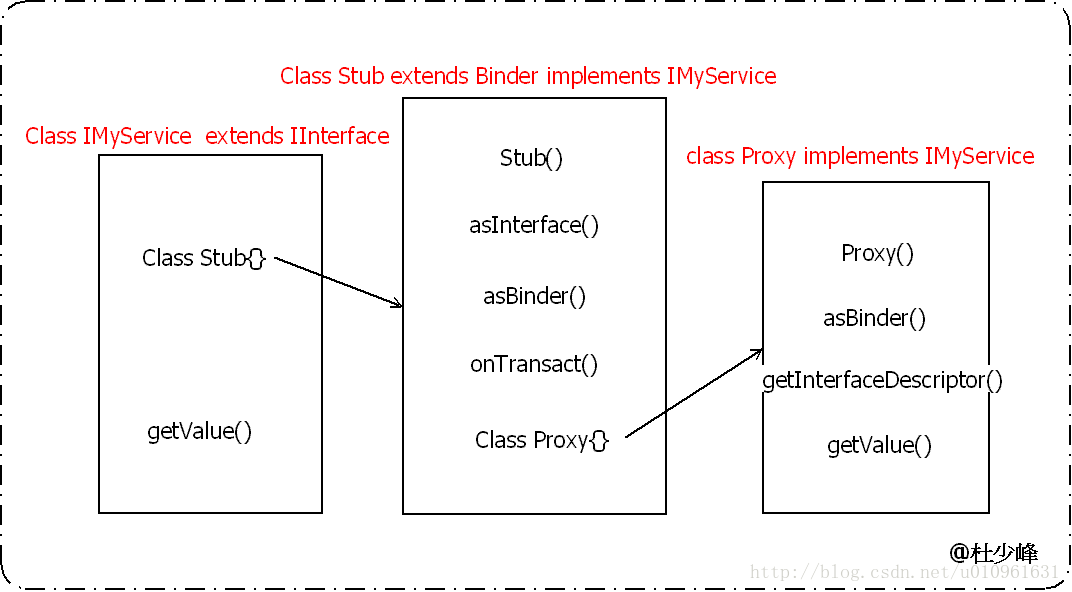 Class Stub extends Binder implements IMyService
Class IMyService  extends IInterface
class Proxy implements IMyService
Class Stub{}
getValue()
Stub()
asInterface()
asBinder()
onTransact()
Class Proxy{}
Proxy()
asBinder()
getInterfaceDescriptor()
getValue()
@杜少峰
http://blog.csdn.net/u010961631